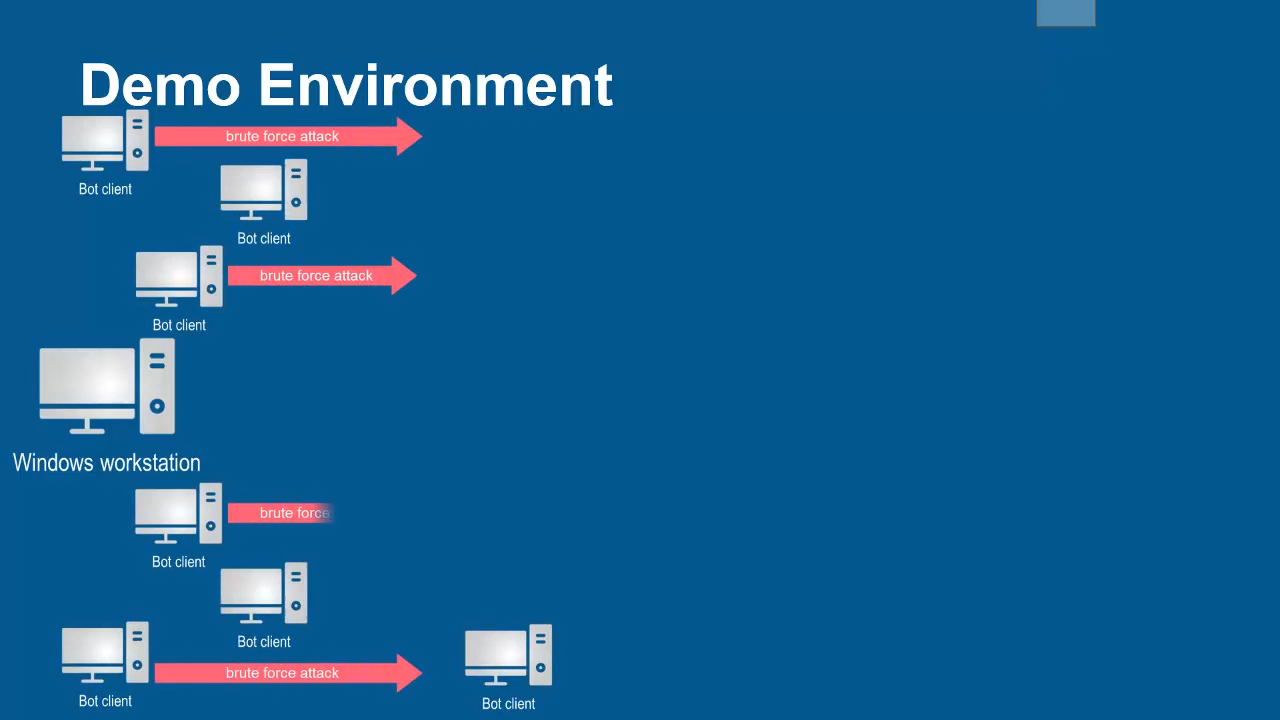 Demo Environment
brute force attack
Bot client
Bot client
brute force attack
Bot client
Windows workstation
brute force
Bot client
Bot client
brute force attack
Bot client
Bot client